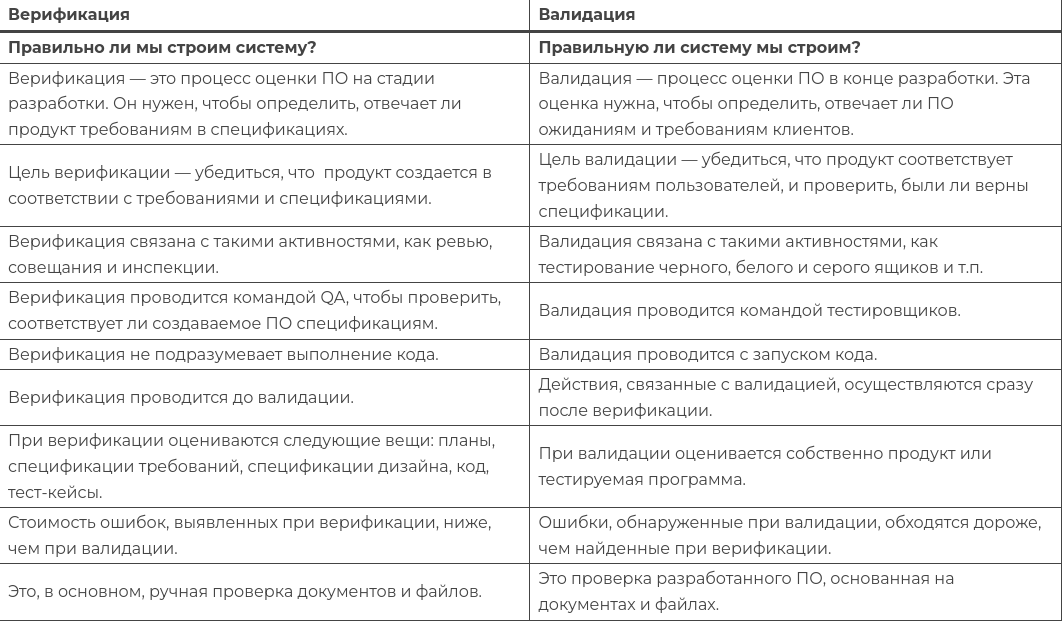 Верификация
Валидация
Правильно ли мы строим систему?
Правильную ли систему мы строим?
Верификация — это процесс оценки ПО на стадии
разработки. Он нужен, чтобы определить, отвечает ли
продукт требованиям в спецификациях.
Валидация — процесс оценки ПО в конце разработки. Эта
оценка нужна, чтобы определить, отвечает ли ПО
ожиданиям и требованиям клиентов.
Цель верификации — убедиться, что  продукт создается в
соответствии с требованиями и спецификациями.
Цель валидации — убедиться, что продукт соответствует
требованиям пользователей, и проверить, были ли верны
спецификации.
Верификация связана с такими активностями, как ревью,
совещания и инспекции.
Валидация связана с такими активностями, как
тестирование черного, белого и серого ящиков и т.п.
Верификация проводится командой QA, чтобы проверить,
соответствует ли создаваемое ПО спецификациям.
Валидация проводится командой тестировщиков.
Верификация не подразумевает выполнение кода.
Валидация проводится с запуском кода.
Верификация проводится до валидации.
Действия, связанные с валидацией, осуществляются сразу
после верификации.
При верификации оцениваются следующие вещи: планы,
спецификации требований, спецификации дизайна, код,
тест-кейсы.
При валидации оценивается собственно продукт или
тестируемая программа.
Стоимость ошибок, выявленных при верификации, ниже,
чем при валидации.
Ошибки, обнаруженные при валидации, обходятся дороже,
чем найденные при верификации.
Это, в основном, ручная проверка документов и файлов.
Это проверка разработанного ПО, основанная на
документах и файлах.